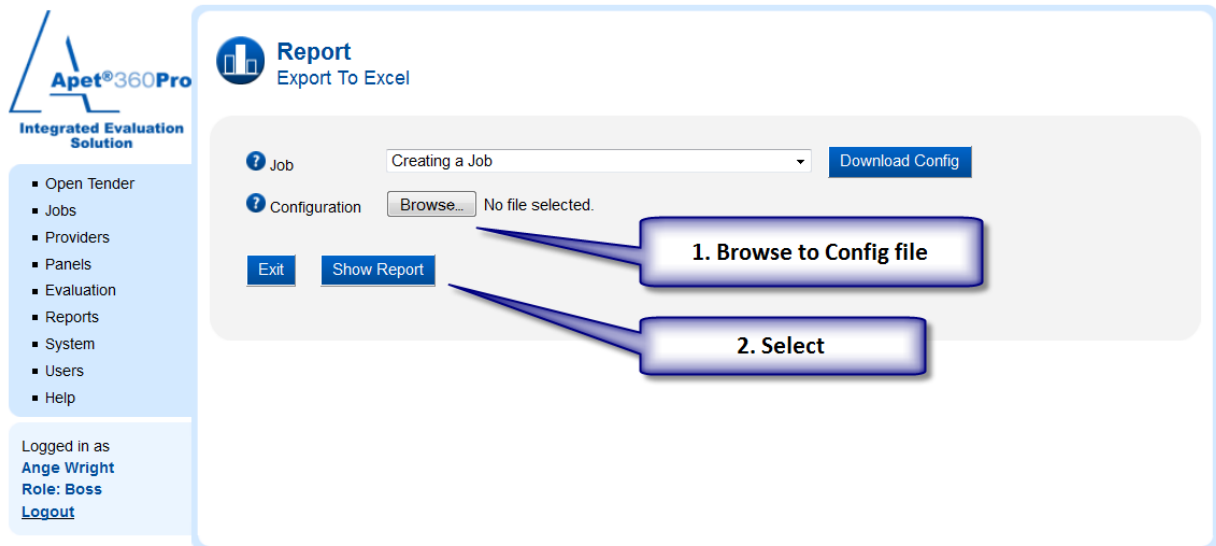 Apet®360Pro
Integrated Evaluation
Solution
Open Tender
Jobs
Providers
Panels
Evaluation
Reports
System
Users
Help
Logged in as
Ange Wright
Role: Boss
Logout
Report
Export To Excel
? Job Creating a Job Download Config
? Configuration Browse... No file selected.
1. Browse to Config file
Exit Show Report
2. Select